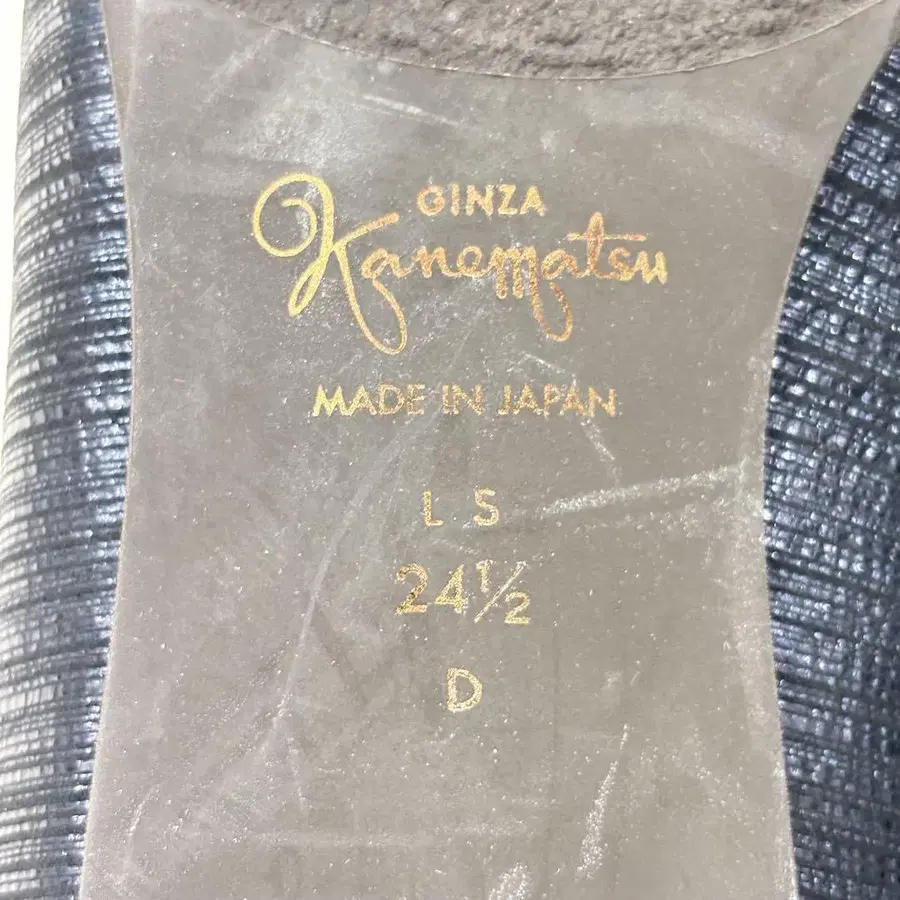 GINZA
Kanematsu
MADE IN JAPAN
L S
24½
D